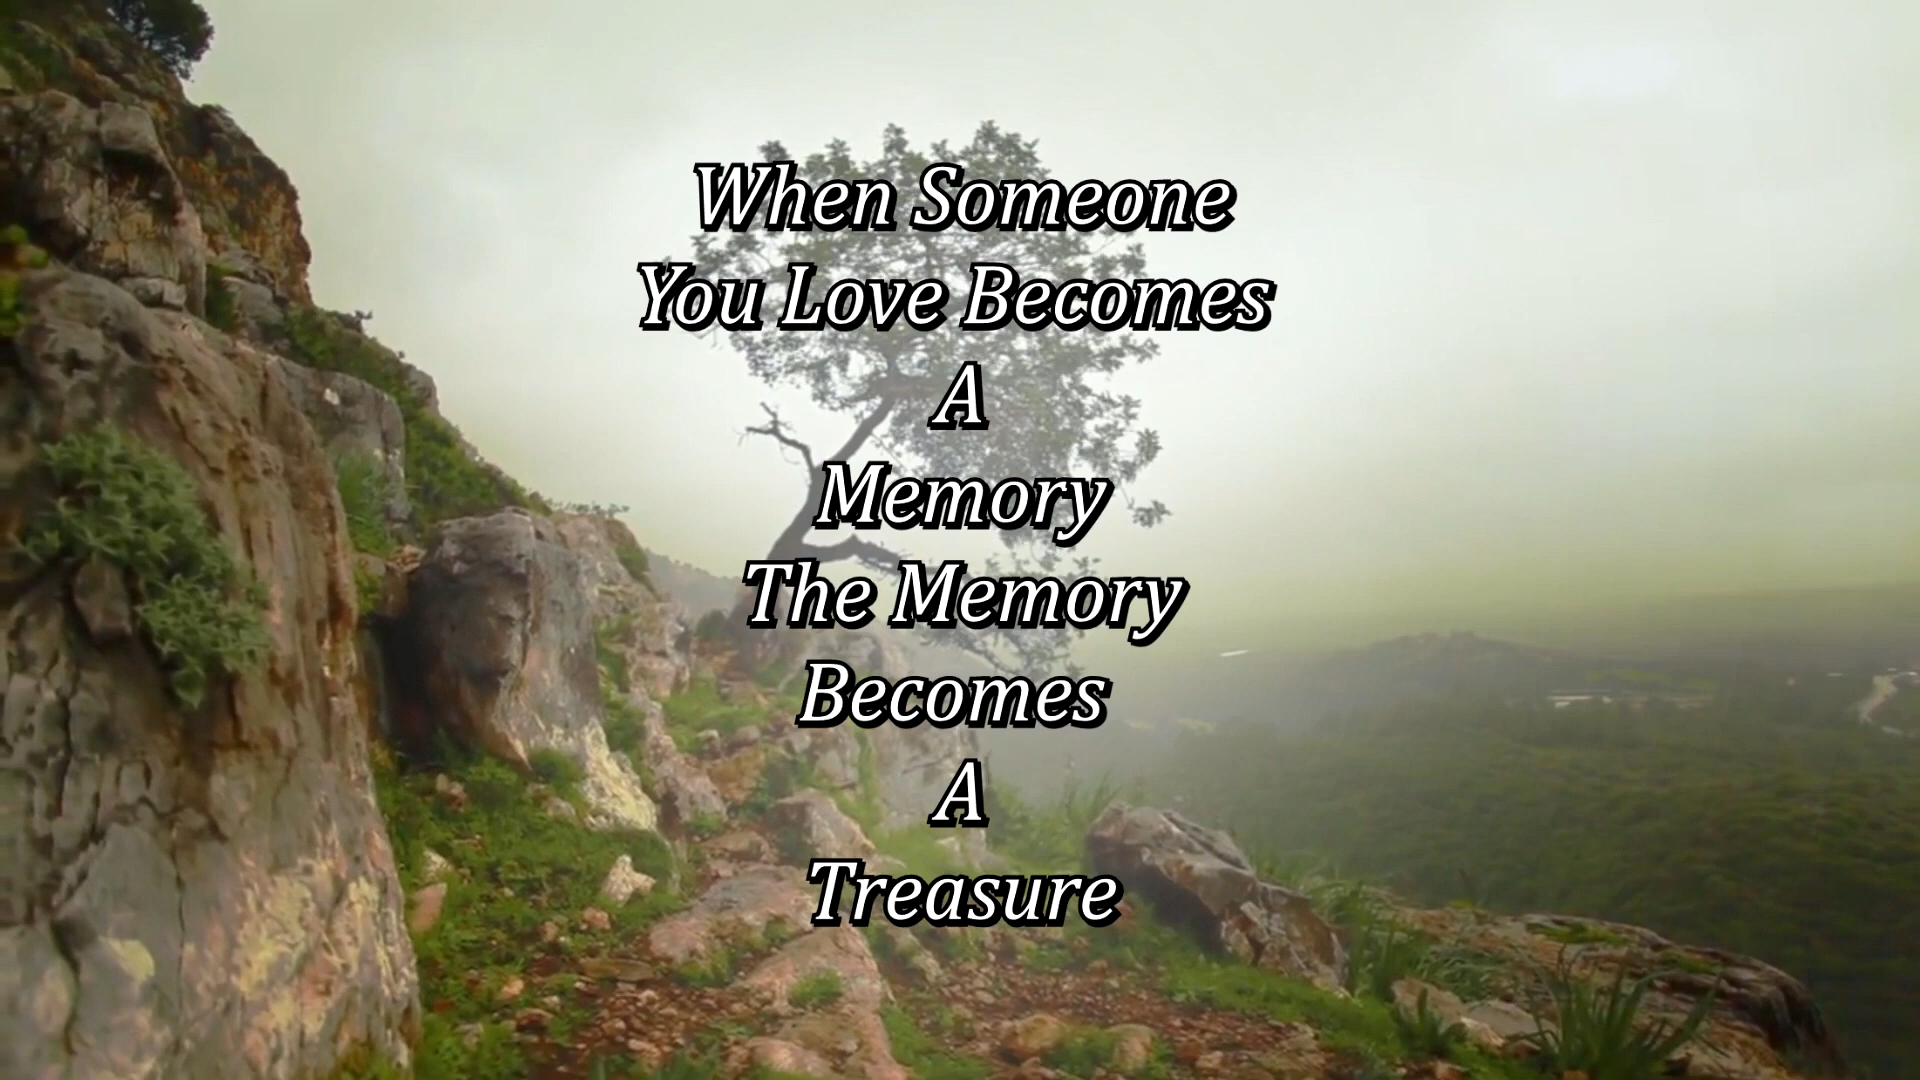 When Someone
You Love Becomes
A
Memory
The Memory
Becomes
A
Treasure